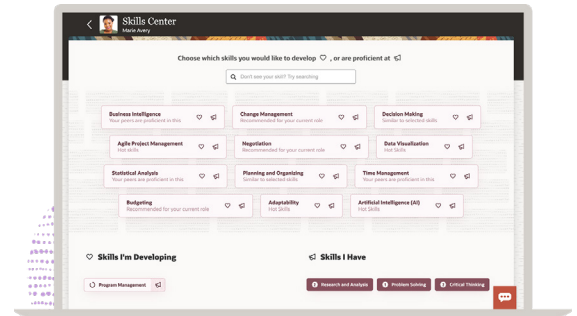 Skills Center
Marie Avery
Choose which skills you would like to develop , or are proficient at
Don't see your skill? Try searching
Business Intelligence
Your peers are proficient in this
Change Management
Recommended for your current role
Decision Making
Similar to selected skills
Agile Project Management
Hot skills
Negotiation
Recommended for your current role
Data Visualization
Hot Skills
Statistical Analysis
Your peers are proficient in this
Planning and Organizing
Similar to selected skills
Time Management
Your peers are proficient in this
Budgeting
Recommended for your current role
Adaptability
Hot Skills
Artificial Intelligence (AI)
Hot Skills
Skills I'm Developing
Skills I Have
Program Management
Research and Analysis
Problem Solving
Critical Thinking